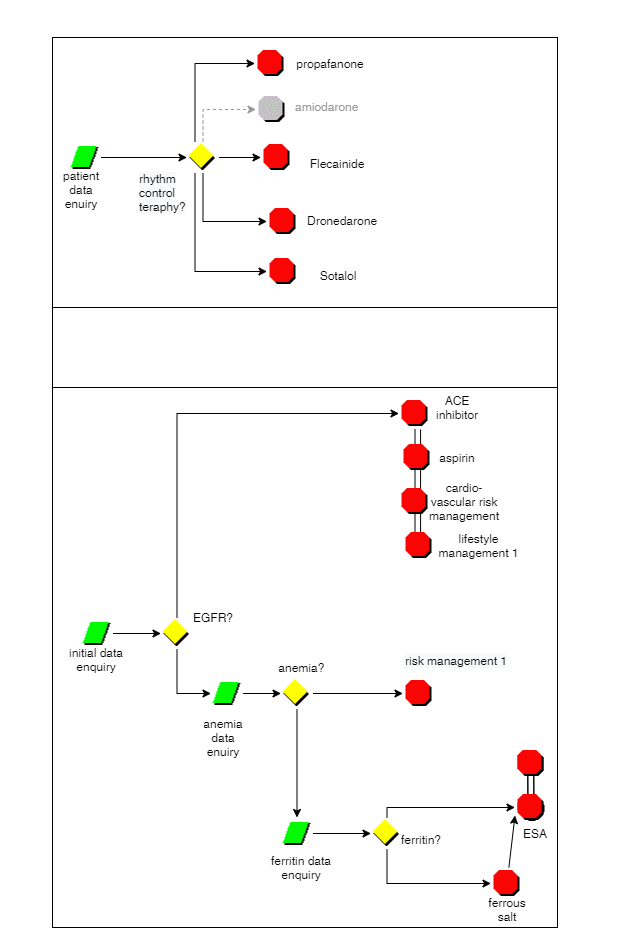 propafanone
amiodarone
Flecainide
patient
data
enuiry
rhythm
control
teraphy?
Dronedarone
Sotalol
ACE
inhibitor
aspirin
cardio-
vascular risk
management
lifestyle
management 1
EGFR?
initial data
enquiry
risk management 1
anemia?
anemia
data
enuiry
ESA
ferritin?
ferritin data
enquiry
ferrous
salt